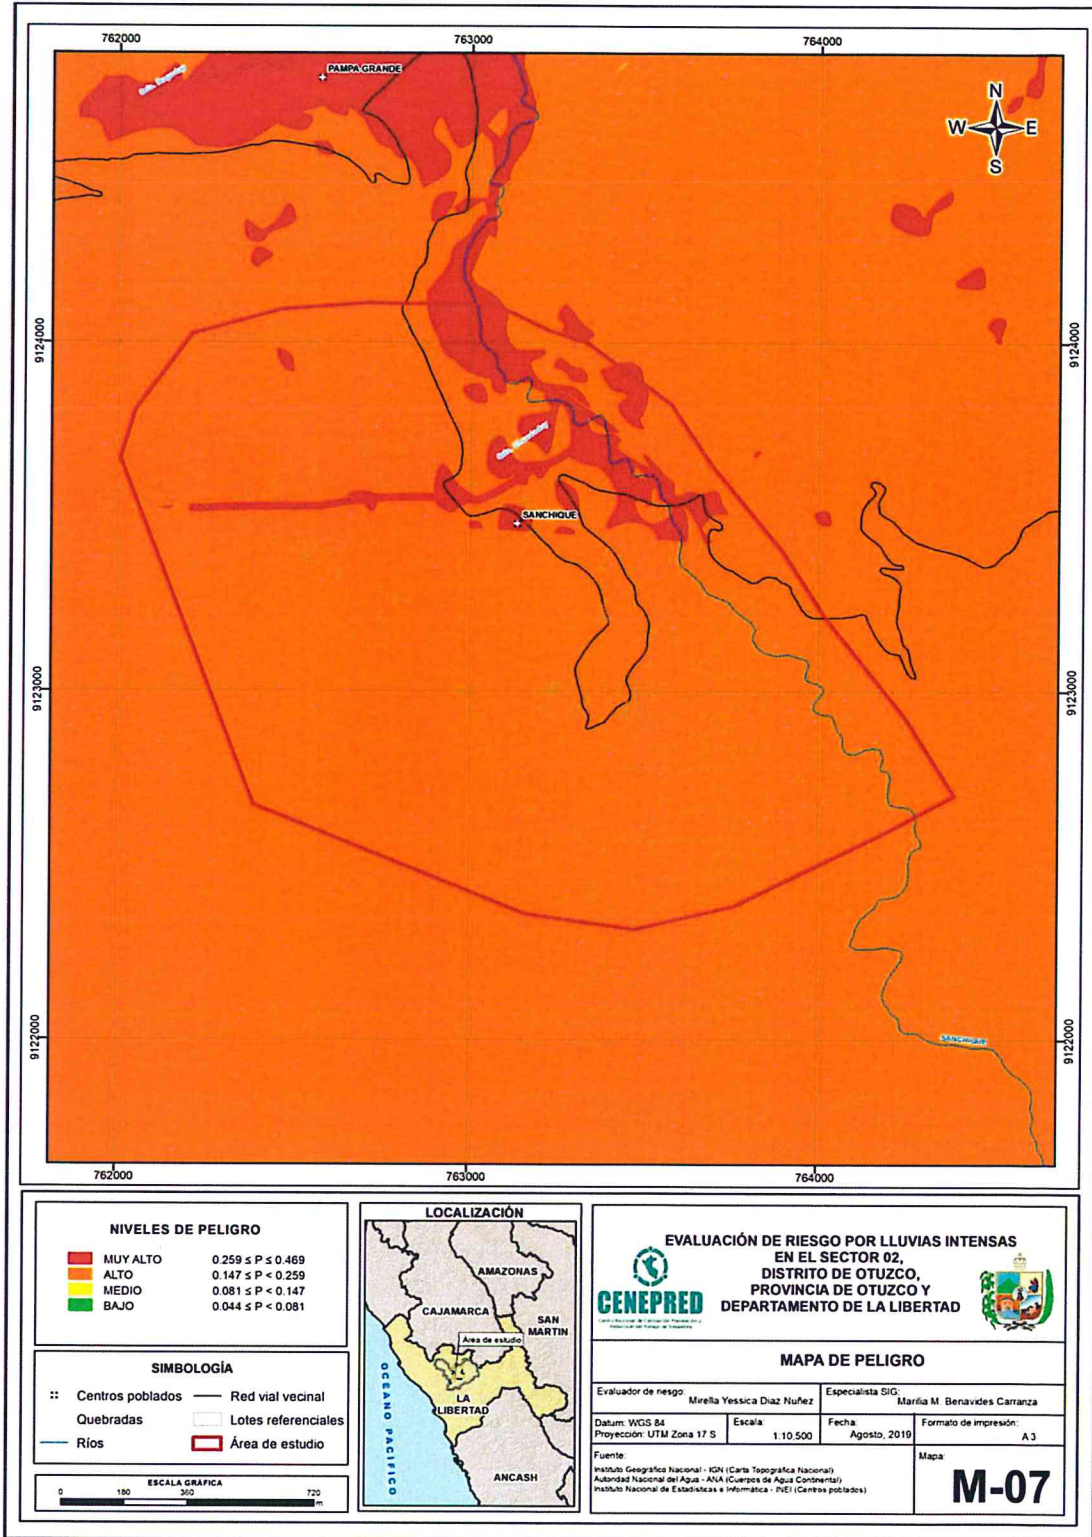 762000
763000
764000
PAMPA GRANDE
N
W
E
S
9124000
9124000
SANCHIQUE
9123000
9123000
9122000
9122000
SANCHIQUE
762000
763000
764000
NIVELES DE PELIGRO
MUY ALTO 0.259 ≤ P ≤ 0.469
ALTO 0.147 ≤ P < 0.259
MEDIO 0.081 ≤ P < 0.147
BAJO 0.044 ≤ P < 0.081
SIMBOLOGÍA
Centros poblados
Red vial vecinal
Quebradas
Lotes referenciales
Ríos
Área de estudio
ESCALA GRÁFICA
0 180 360 720
m
LOCALIZACIÓN
AMAZONAS
CAJAMARCA
SAN
MARTIN
Área de estudio
LA
LIBERTAD
OCEANO PACIFICO
ANCASH
CENEPRED
EVALUACIÓN DE RIESGO POR LLUVIAS INTENSAS
EN EL SECTOR 02,
DISTRITO DE OTUZCO,
PROVINCIA DE OTUZCO Y
DEPARTAMENTO DE LA LIBERTAD
MAPA DE PELIGRO
Evaluador de riesgo:
Mirella Yessica Diaz Nuñez
Especialista SIG:
Marilia M. Benavides Carranza
Datum: WGS 84
Proyección: UTM Zona 17 S
Escala:
1:10,500
Fecha:
Agosto, 2019
Formato de impresión:
A3
Fuente:
Instituto Geográfico Nacional - IGN (Carta Topográfica Nacional)
Autoridad Nacional del Agua - ANA (Cuerpos de Agua Continental)
Instituto Nacional de Estadísticas e Informática - INEI (Centros poblados)
Mapa:
M-07